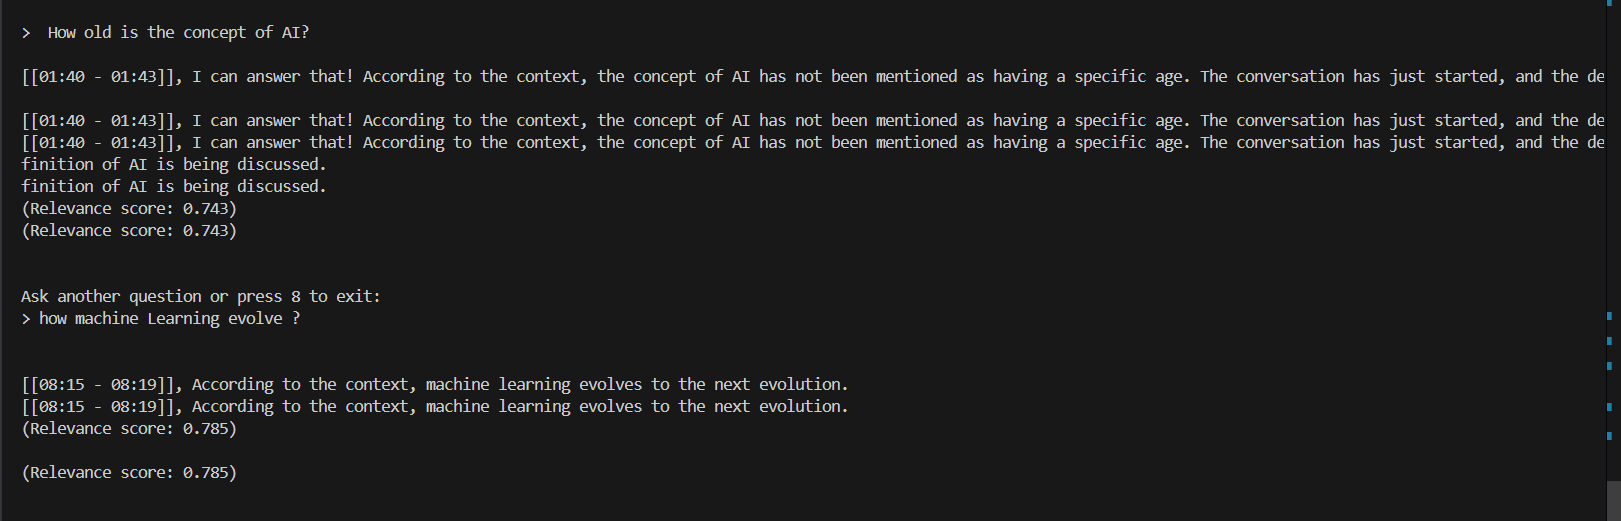 > How old is the concept of AI?
[[01:40 - 01:43]], I can answer that! According to the context, the concept of AI has not been mentioned as having a specific age. The conversation has just started, and the de
[[01:40 - 01:43]], I can answer that! According to the context, the concept of AI has not been mentioned as having a specific age. The conversation has just started, and the de
[[01:40 - 01:43]], I can answer that! According to the context, the concept of AI has not been mentioned as having a specific age. The conversation has just started, and the de
finition of AI is being discussed.
finition of AI is being discussed.
(Relevance score: 0.743)
(Relevance score: 0.743)
Ask another question or press 8 to exit:
> how machine Learning evolve ?
[[08:15 - 08:19]], According to the context, machine learning evolves to the next evolution.
[[08:15 - 08:19]], According to the context, machine learning evolves to the next evolution.
(Relevance score: 0.785)
(Relevance score: 0.785)